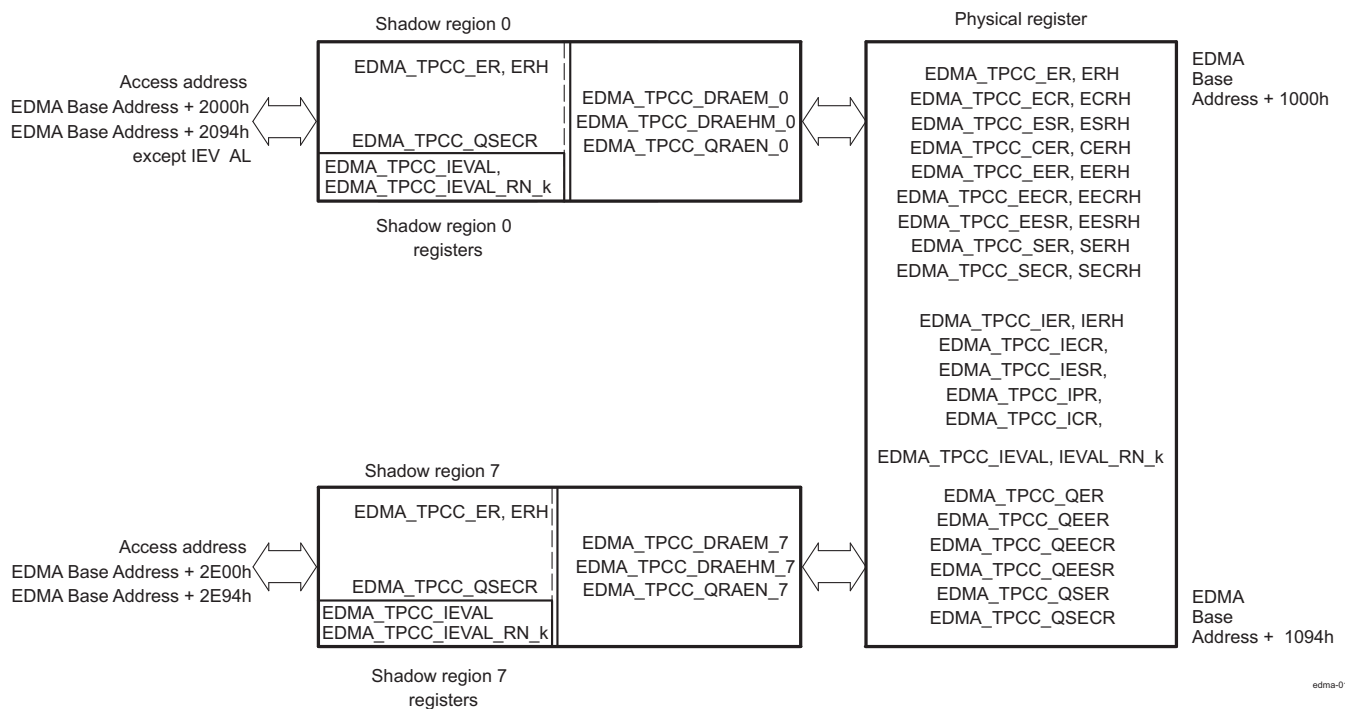 Shadow region 0
Access address
EDMA Base Address + 2000h
EDMA Base Address + 2094h
except IEV AL
EDMA_TPCC_ER, ERH
EDMA_TPCC_QSECR
EDMA_TPCC_IEVAL,
EDMA_TPCC_IEVAL_RN_k
EDMA_TPCC_DRAEM_0
EDMA_TPCC_DRAEHM_0
EDMA_TPCC_QRAEN_0
Shadow region 0
registers
Shadow region 7
Access address
EDMA Base Address + 2E00h
EDMA Base Address + 2E94h
EDMA_TPCC_ER, ERH
EDMA_TPCC_QSECR
EDMA_TPCC_IEVAL
EDMA_TPCC_IEVAL_RN_k
EDMA_TPCC_DRAEM_7
EDMA_TPCC_DRAEHM_7
EDMA_TPCC_QRAEN_7
Shadow region 7
registers
Physical register
EDMA_TPCC_ER, ERH
EDMA_TPCC_ECR, ECRH
EDMA_TPCC_ESR, ESRH
EDMA_TPCC_CER, CERH
EDMA_TPCC_EER, EERH
EDMA_TPCC_EECR, EECRH
EDMA_TPCC_EESR, EESRH
EDMA_TPCC_SER, SERH
EDMA_TPCC_SECR, SECRH
EDMA_TPCC_IER, IERH
EDMA_TPCC_IECR,
EDMA_TPCC_IESR,
EDMA_TPCC_IPR,
EDMA_TPCC_ICR,
EDMA_TPCC_IEVAL, IEVAL_RN_k
EDMA_TPCC_QER
EDMA_TPCC_QEER
EDMA_TPCC_QEECR
EDMA_TPCC_QEESR
EDMA_TPCC_QSER
EDMA_TPCC_QSECR
EDMA
Base
Address + 1000h
EDMA
Base
Address + 1094h